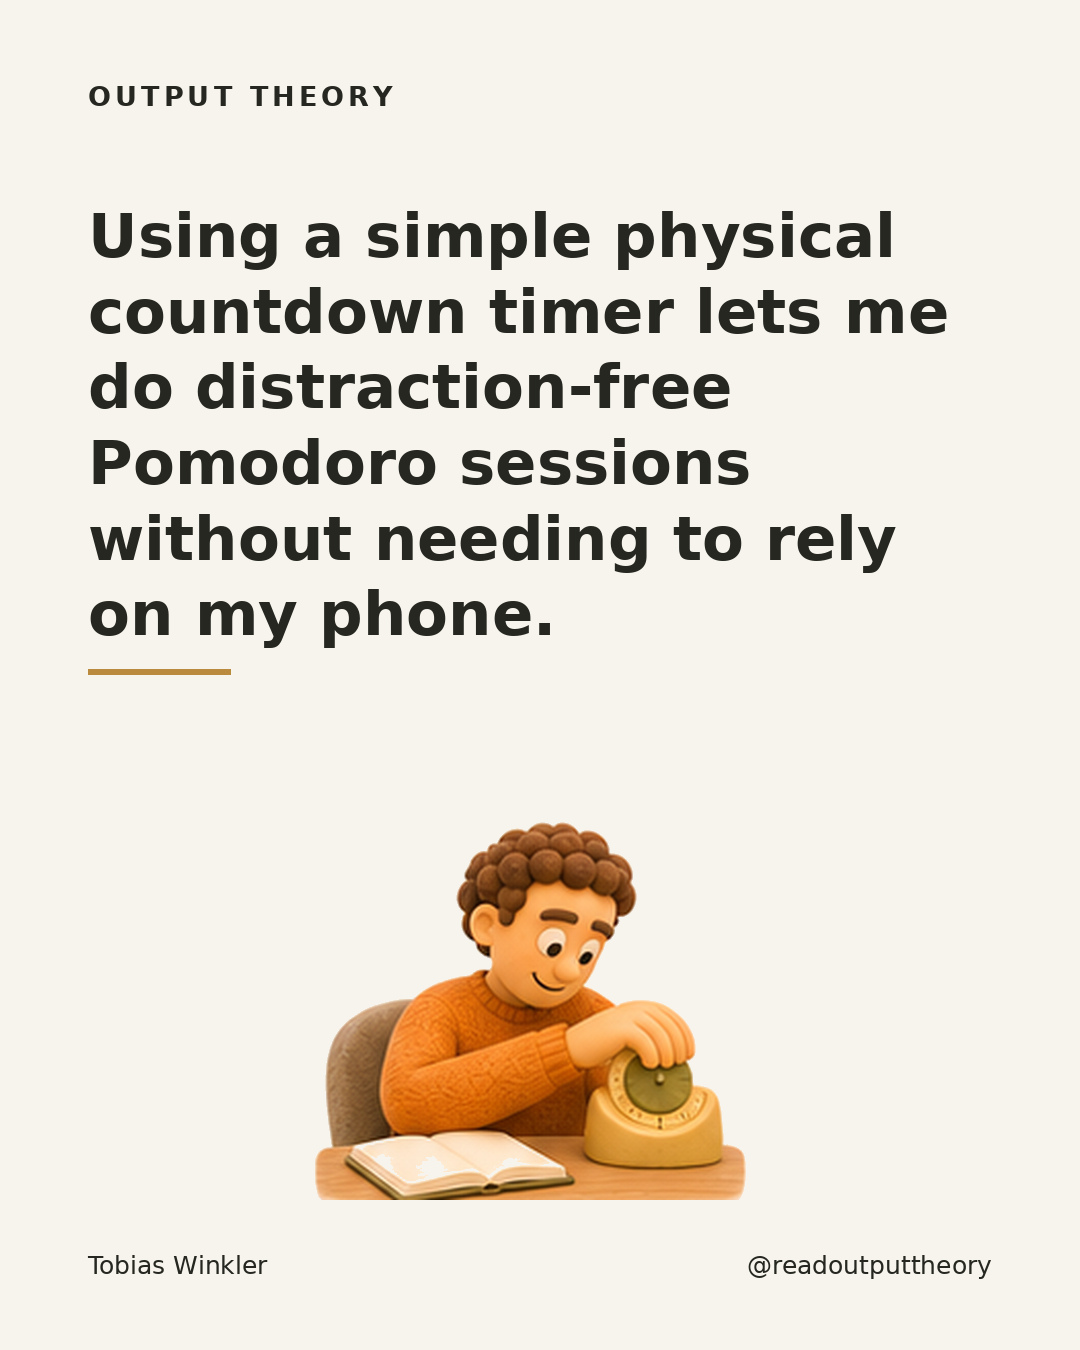 OUTPUT THEORY
Using a simple physical
countdown timer lets me
do distraction-free
Pomodoro sessions
without needing to rely
on my phone.
Tobias Winkler
@readoutputtheory